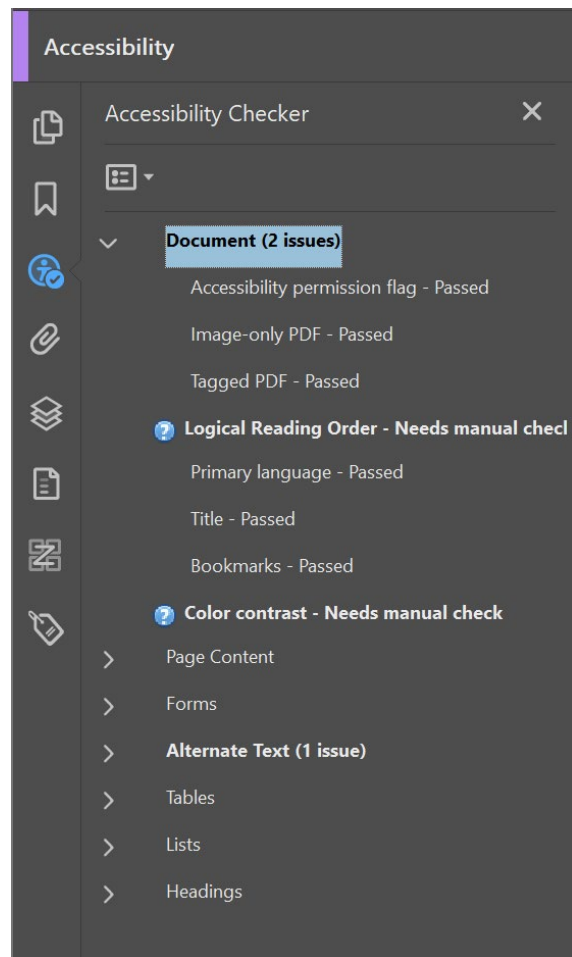 Accessibility
Accessibility Checker
Document (2 issues)
Accessibility permission flag - Passed
Image-only PDF - Passed
Tagged PDF - Passed
Logical Reading Order - Needs manual checl
Primary language - Passed
Title - Passed
Bookmarks - Passed
Color contrast - Needs manual check
Page Content
Forms
Alternate Text (1 issue)
Tables
Lists
Headings